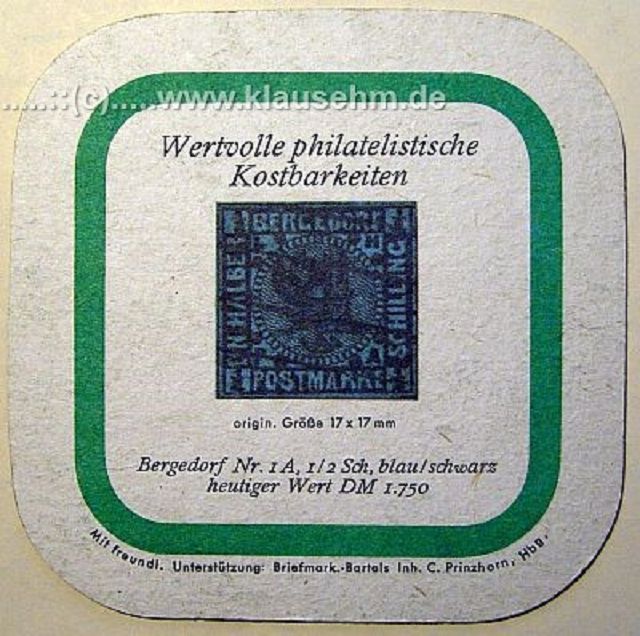 .....::(c).....www.klausehm.de
Wertvolle philatelistische
Kostbarkeiten
BERGEDORF
EIN HALBER
SCHILLING
POSTMARKE
origin. Größe 17 x 17 mm
Bergedorf Nr. 1 A, 1/2 Sch, blau/schwarz
heutiger Wert DM 1.750
Mit freundl. Unterstützung: Briefmark.-Bartels Inh. C. Prinzhorn, Hbg.